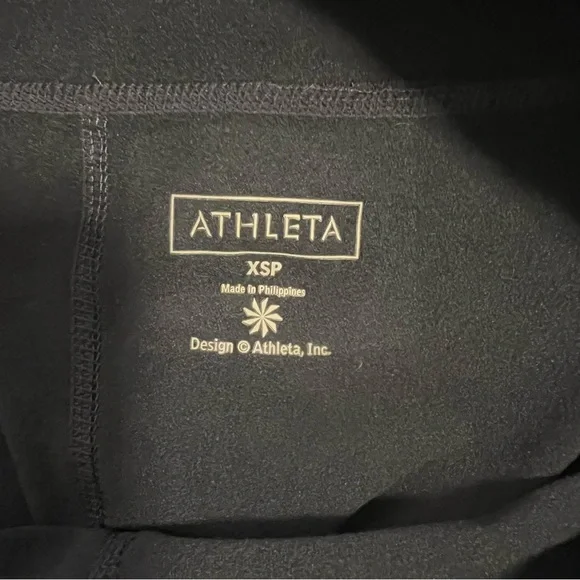 ATHLETA
XSP
Made in Philippines
Design © Athleta, Inc.